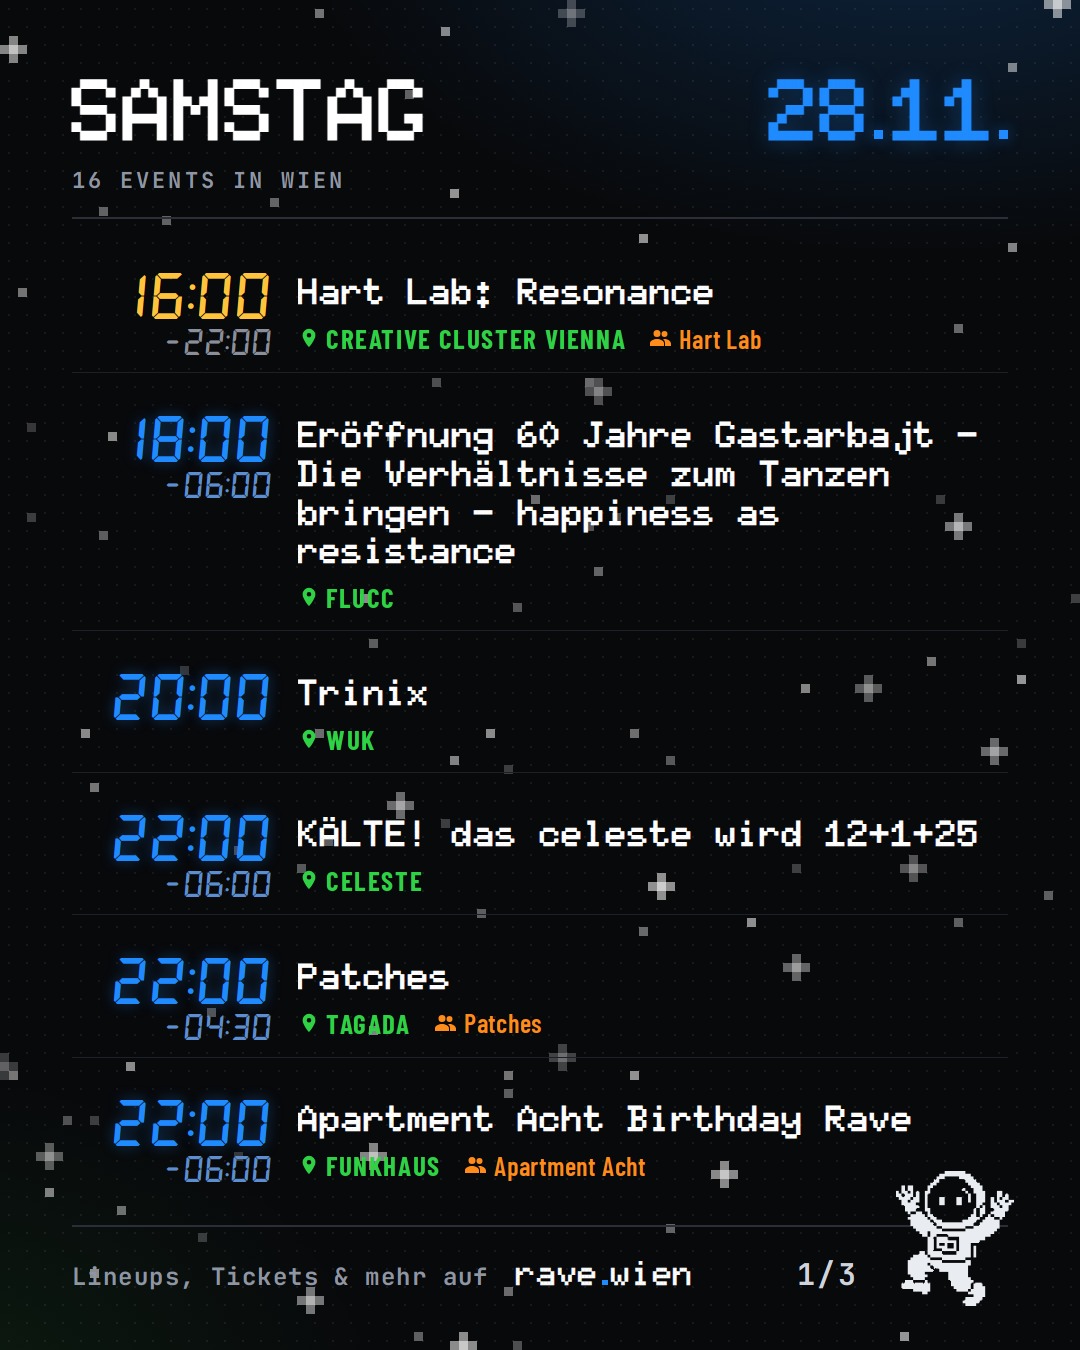 SAMSTAG 28.11.
16 EVENTS IN WIEN
16:00 Hart Lab: Resonance
-22:00 CREATIVE CLUSTER VIENNA Hart Lab
18:00 Eröffnung 60 Jahre Gastarbajt -
-06:00 Die Verhältnisse zum Tanzen
bringen - happiness as
resistance
FLUCC
20:00 Trinix
WUK
22:00 KÄLTE! das celeste wird 12+1+25
-06:00 CELESTE
22:00 Patches
-04:30 TAGADA Patches
22:00 Apartment Acht Birthday Rave
-06:00 FUNKHAUS Apartment Acht
Lineups, Tickets & mehr auf rave.wien 1/3